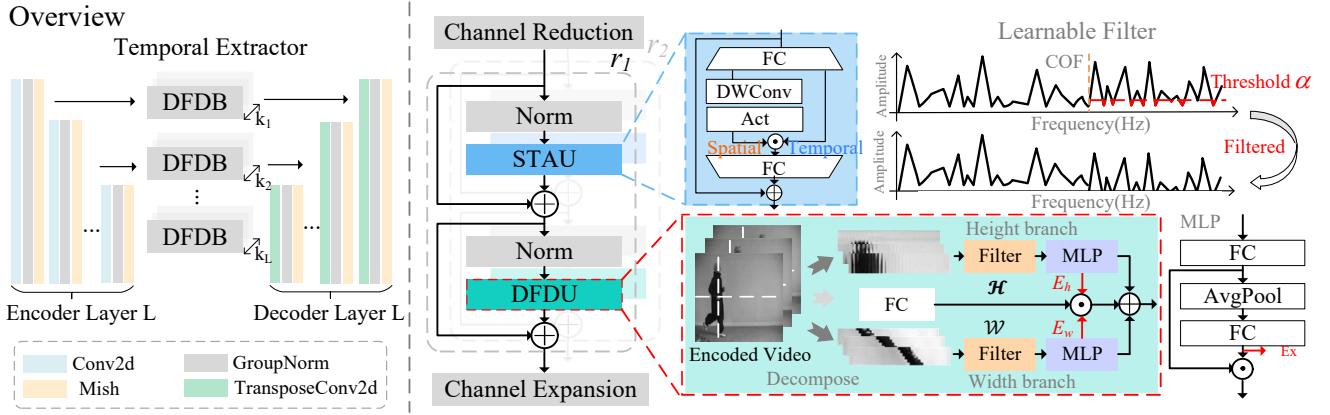 Overview
Temporal Extractor
DFDB
k1
DFDB
k2
DFDB
kL
...
...
...
Encoder Layer L
Decoder Layer L
Conv2d
GroupNorm
Mish
TransposeConv2d
Channel Reduction
r1
r2
Norm
STAU
Norm
DFDU
Channel Expansion
FC
DWConv
Act
Spatial
Temporal
FC
Learnable Filter
Amplitude
COF
Threshold α
Frequency(Hz)
Filtered
Amplitude
Frequency(Hz)
Encoded Video
Decompose
Height branch
Filter
MLP
ℋ
Eh
FC
𝒲
Ew
Filter
MLP
Width branch
MLP
FC
AvgPool
FC
Ex